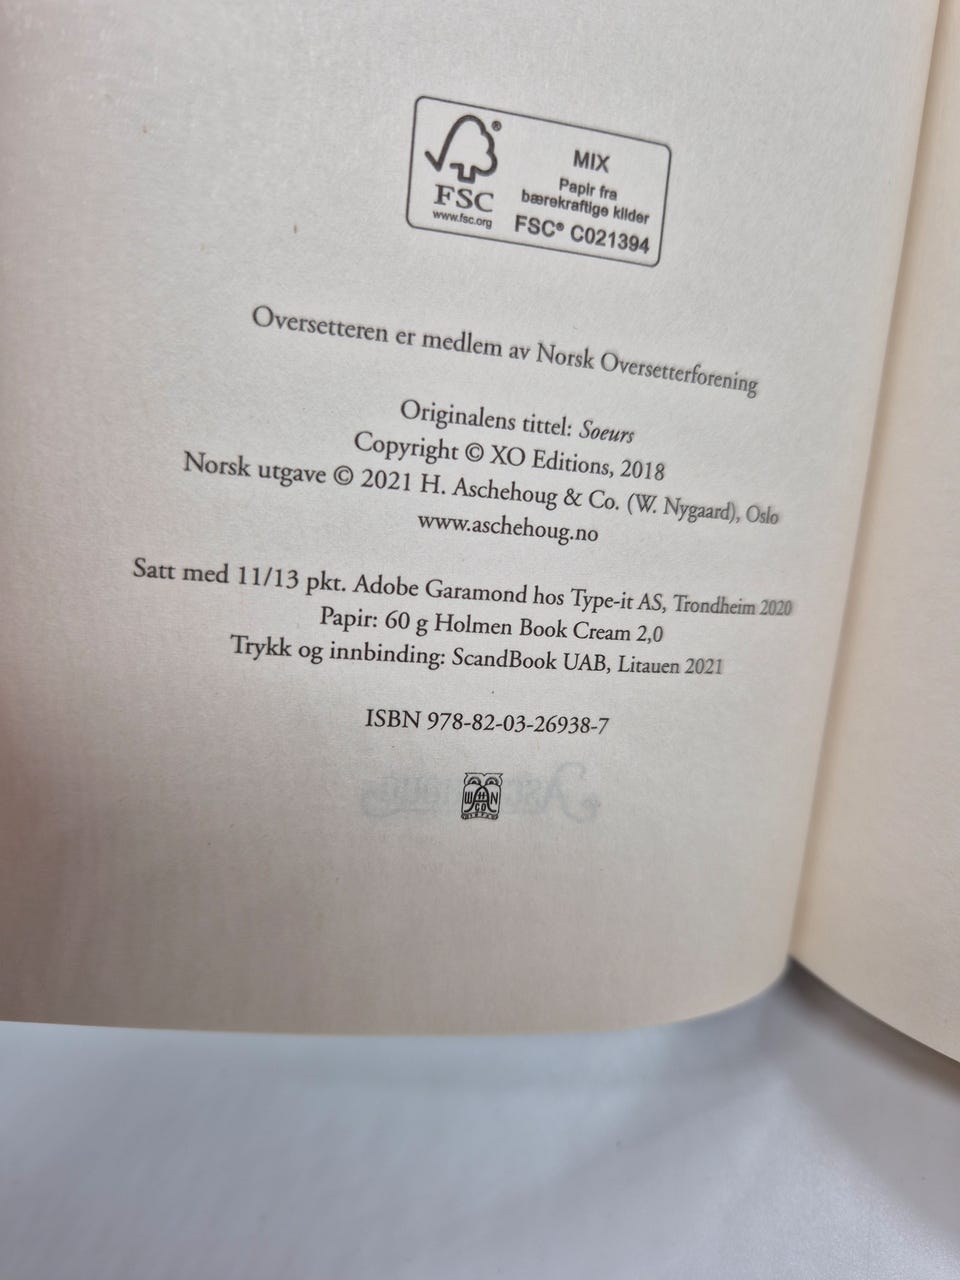 FSC®
www.fsc.org
MIX
Papir fra
bærekraftige kilder
FSC® C021394
Oversetteren er medlem av Norsk Oversetterforening
Originalens tittel: Soeurs
Copyright © XO Editions, 2018
Norsk utgave © 2021 H. Aschehoug & Co. (W. Nygaard), Oslo
www.aschehoug.no
Satt med 11/13 pkt. Adobe Garamond hos Type-it AS, Trondheim 2020
Papir: 60 g Holmen Book Cream 2,0
Trykk og innbinding: ScandBook UAB, Litauen 2021
ISBN 978-82-03-26938-7